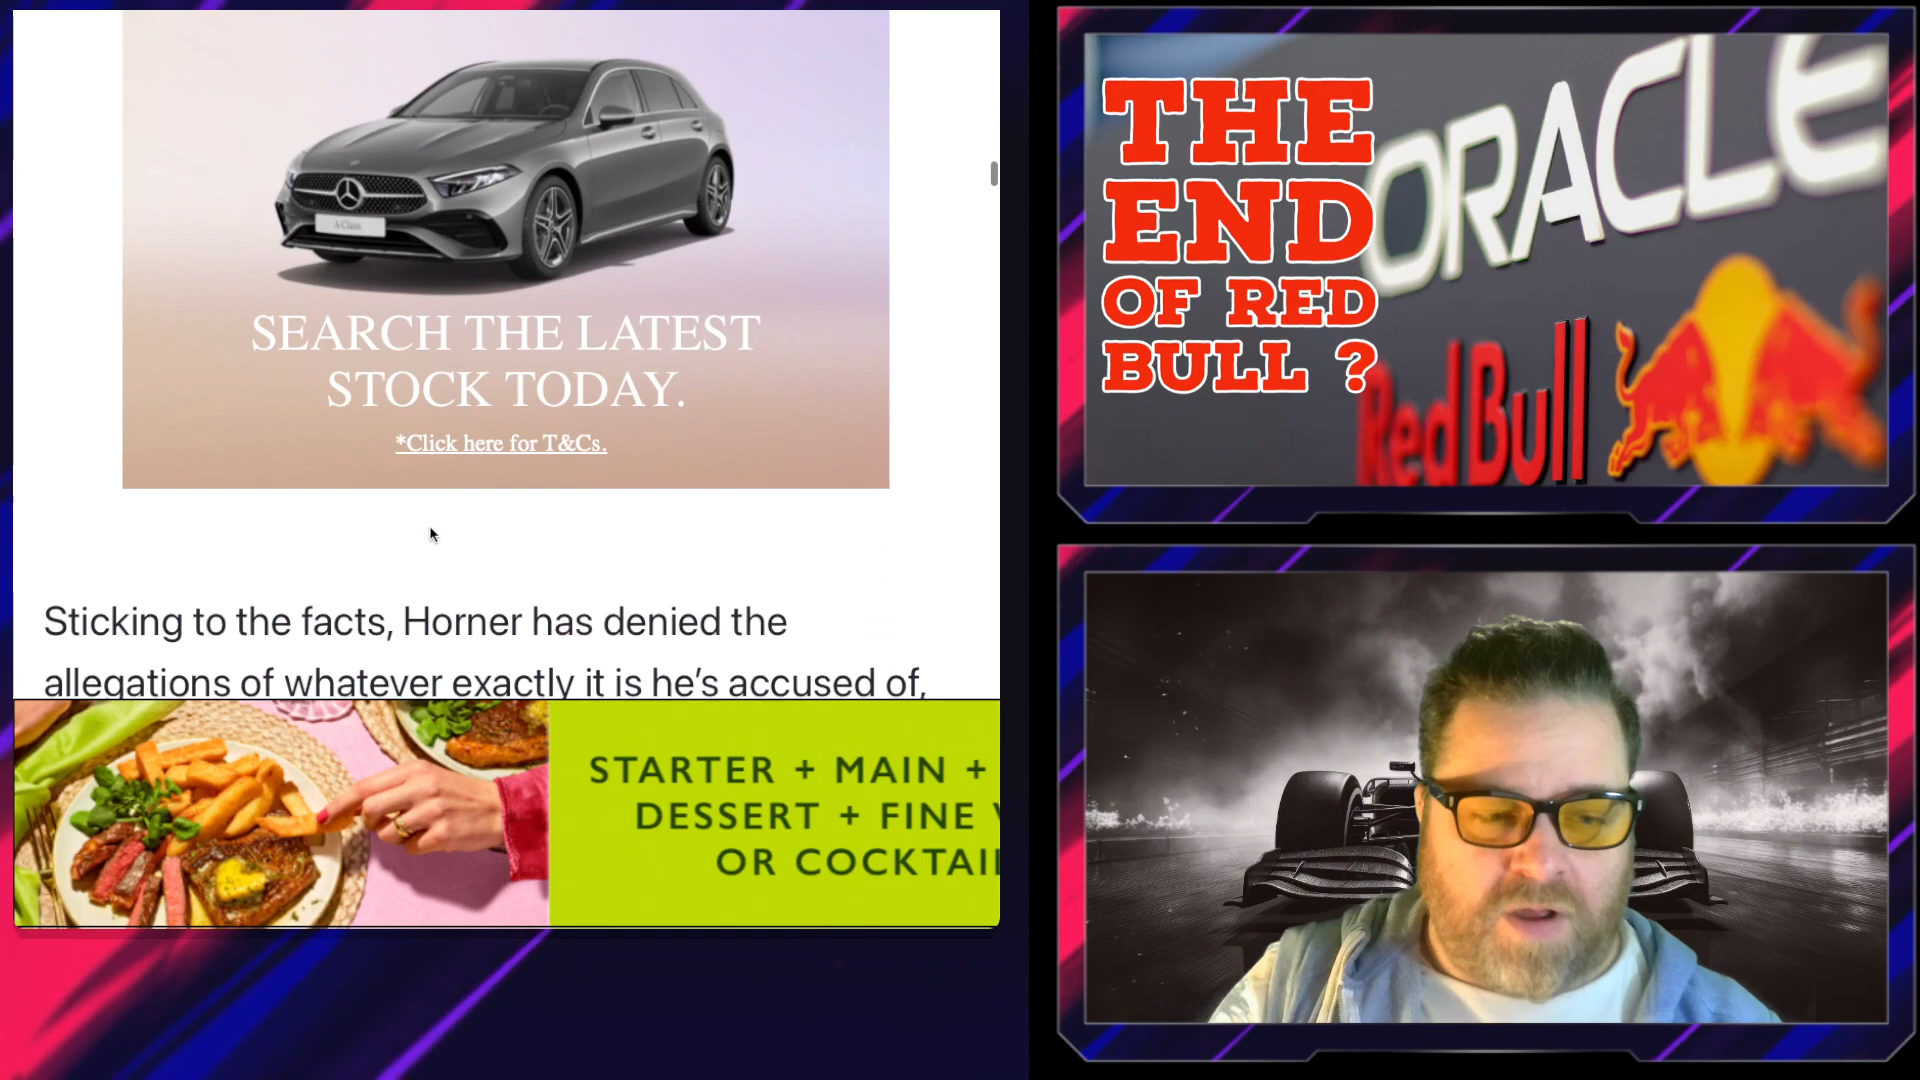 A-Class
SEARCH THE LATEST
STOCK TODAY.
*Click here for T&Cs.
Sticking to the facts, Horner has denied the
allegations of whatever exactly it is he’s accused of,
STARTER + MAIN +
DESSERT + FINE
OR COCKTAI
THE
END
OF RED
BULL ?
ORACLE
Red Bull